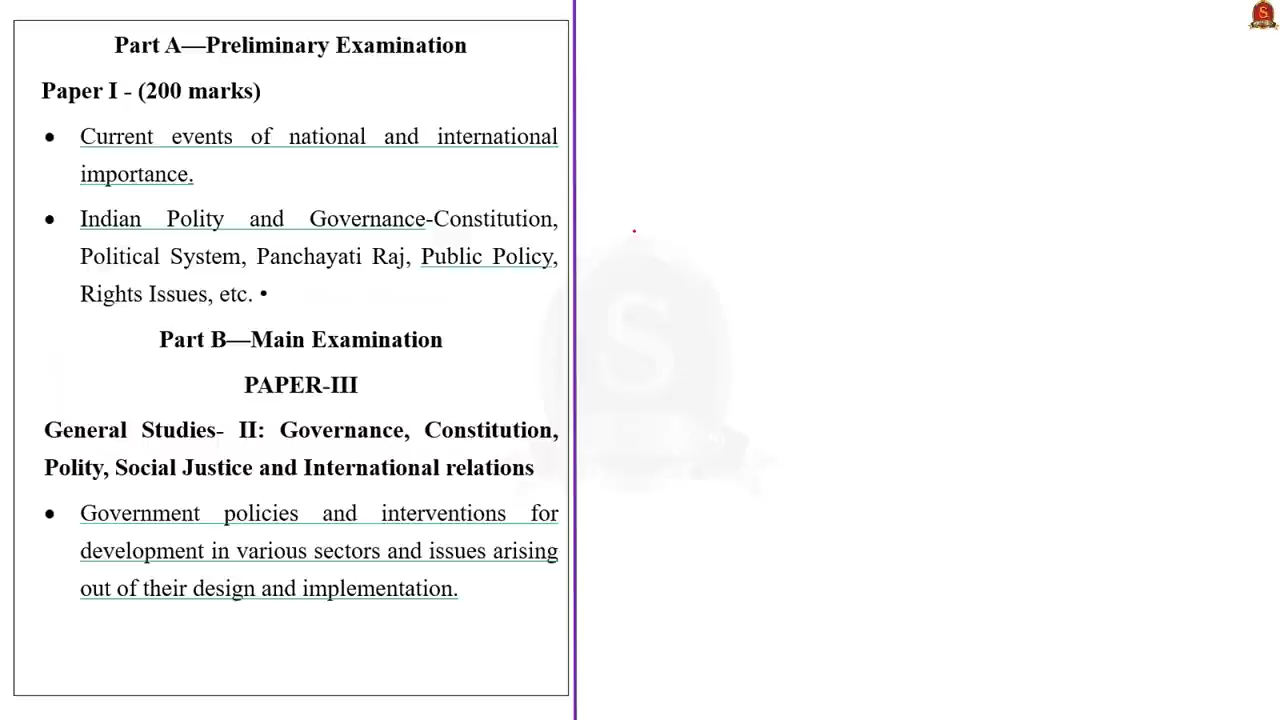 Part A—Preliminary Examination
Paper I - (200 marks)
• Current events of national and international
importance.
• Indian Polity and Governance-Constitution,
Political System, Panchayati Raj, Public Policy,
Rights Issues, etc. •
Part B—Main Examination
PAPER-III
General Studies- II: Governance, Constitution,
Polity, Social Justice and International relations
• Government policies and interventions for
development in various sectors and issues arising
out of their design and implementation.
S
S